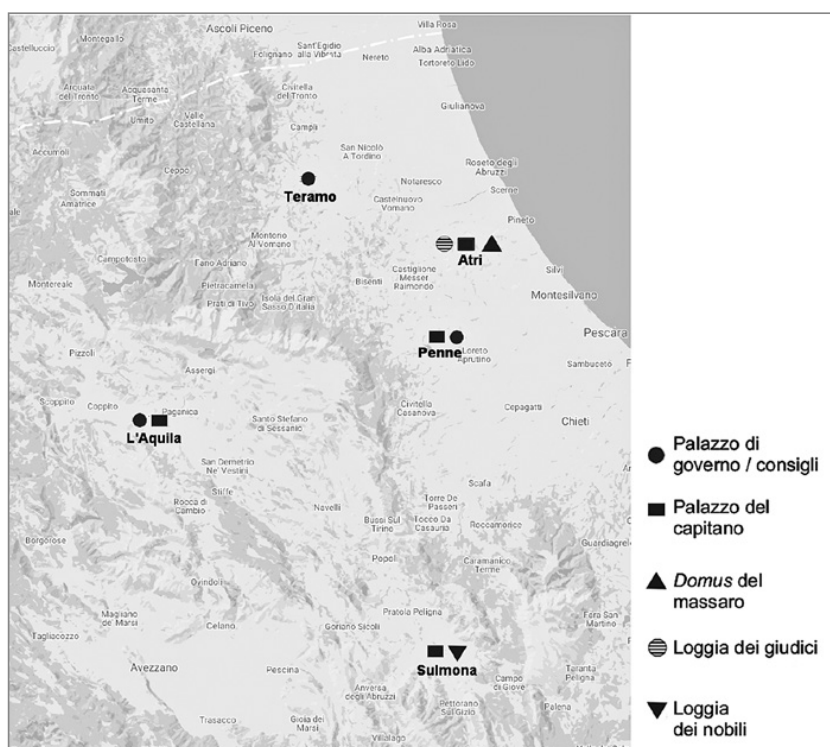 Villa Rosa
Ascoli Piceno
Montegallo
Castelluccio
Sant'Egidio
alla Vibrata
Folignano
Nereto
Alba Adriatica
Tortoreto Lido
Arquata
del Tronto
Acquasanta
Terme
Civitella
del Tronto
Giulianova
Umito
Valle
Castellana
Campli
Accumoli
San Nicolò
A Tordino
Ceppo
Roseto degli
Abruzzi
Teramo
Notaresco
Scerne
Sommati
Amatrice
Castelnuovo
Vomano
Pineto
Montorio
Al Vomano
Atri
Campotosto
Fano Adriano
Castiglione
Messer
Raimondo
Silvi
Montereale
Pietracamela
Prati di Tivo
Isola del Gran
Sasso D'italia
Bisenti
Montesilvano
Pescara
Penne
Loreto
Aprutino
Pizzoli
Assergi
Sambuceto
Scoppito
Coppito
Paganica
Civitella
Casanova
Cepagatti
Santo Stefano
di Sessanio
Chieti
L'Aquila
San Demetrio
Ne' Vestini
Stiffe
Scafa
Rocca di
Cambio
Navelli
Torre De
Passeri
Bussi Sul
Tirino
Tocco Da
Casauria
Roccamorice
Borgorose
Guardiagrele
Popoli
Caramanico
Terme
Ovindoli
Magliano
de' Marsi
Celano
Goriano Sicoli
Pratola Peligna
Fara San
Martino
Tagliacozzo
Avezzano
Pescina
Sulmona
Taranta
Peligna
Anversa
degli Abruzzi
Campo
di Giove
Pettorano
Sul Gizio
Palena
Trasacco
Gioia dei
Marsi
Villalago
Palazzo di
governo / consigli
Palazzo del
capitano
Domus del
massaro
Loggia dei giudici
Loggia
dei nobili